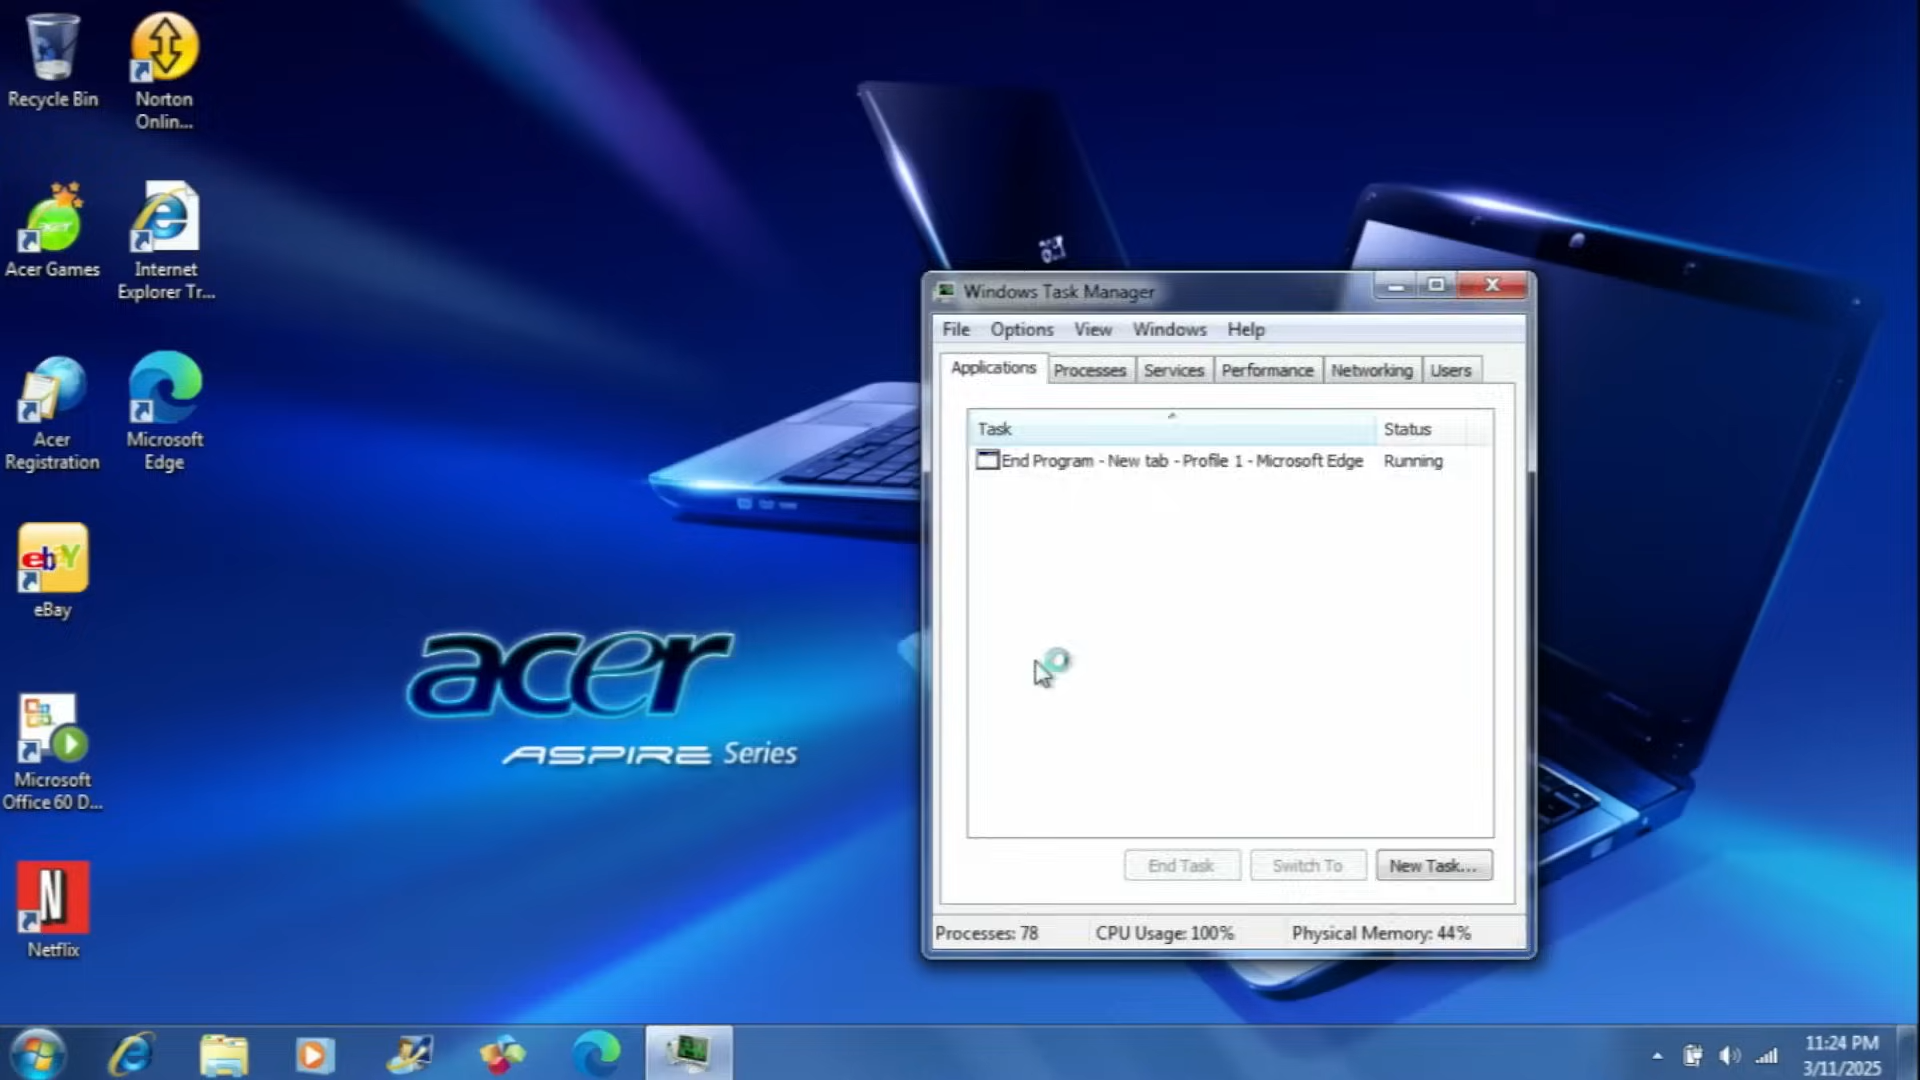 Recycle Bin
Norton
Onlin...
Acer Games
Internet
Explorer Tr...
Acer
Registration
Microsoft
Edge
ebay
eBay
Microsoft
Office 60 D...
N
Netflix
acer
ASPIRE Series
acer
Windows Task Manager
File Options View Windows Help
Applications Processes Services Performance Networking Users
Task Status
End Program - New tab - Profile 1 - Microsoft Edge Running
End Task Switch To New Task...
Processes: 78 CPU Usage: 100% Physical Memory: 44%
11:24 PM
3/11/2025